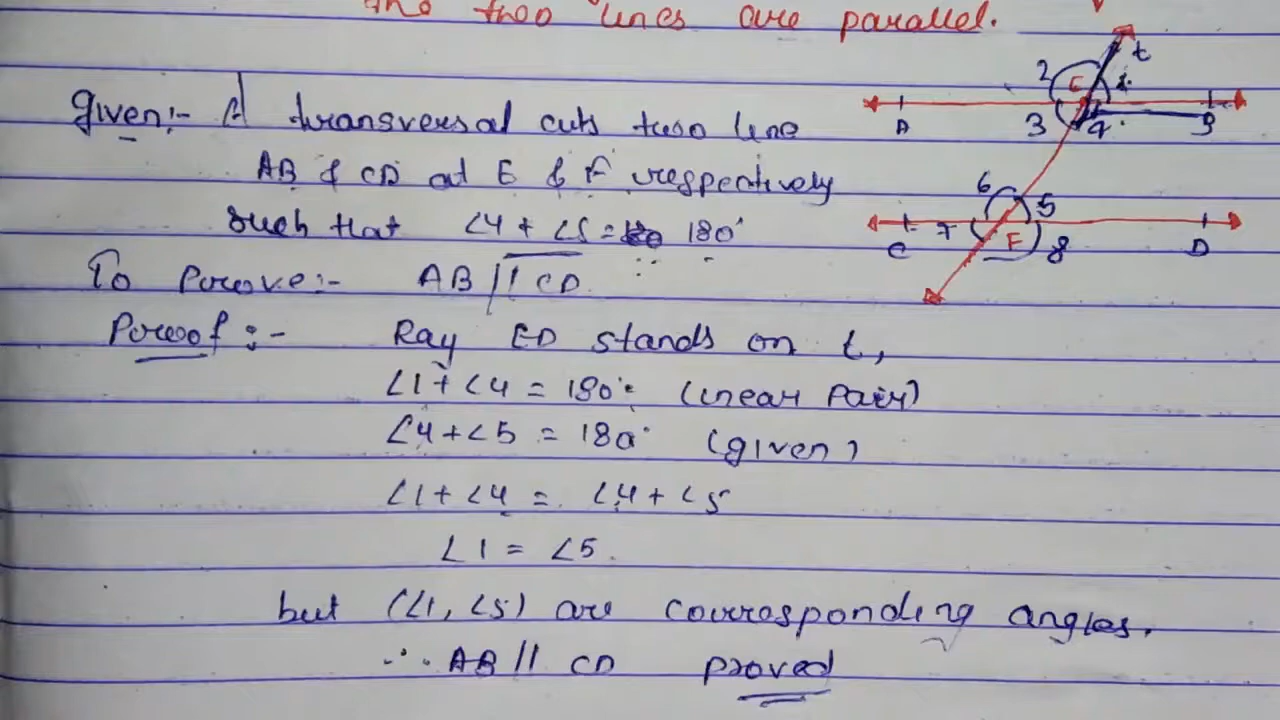 the two lines are parallel.
Given:- A transversal cuts two line
AB & CD at E & F respectively
such that ∠4 + ∠5 = 180°
To Prove:- AB || CD.
Proof :- Ray ED stands on t,
∠1 + ∠4 = 180° (linear Pair)
∠4 + ∠5 = 180° (given)
∠1 + ∠4 = ∠4 + ∠5
∠1 = ∠5.
but (∠1, ∠5) are corresponding angles.
∴ AB || CD proved
t
2 E 1
A 3 4 B
6 5
C 7 F 8 D